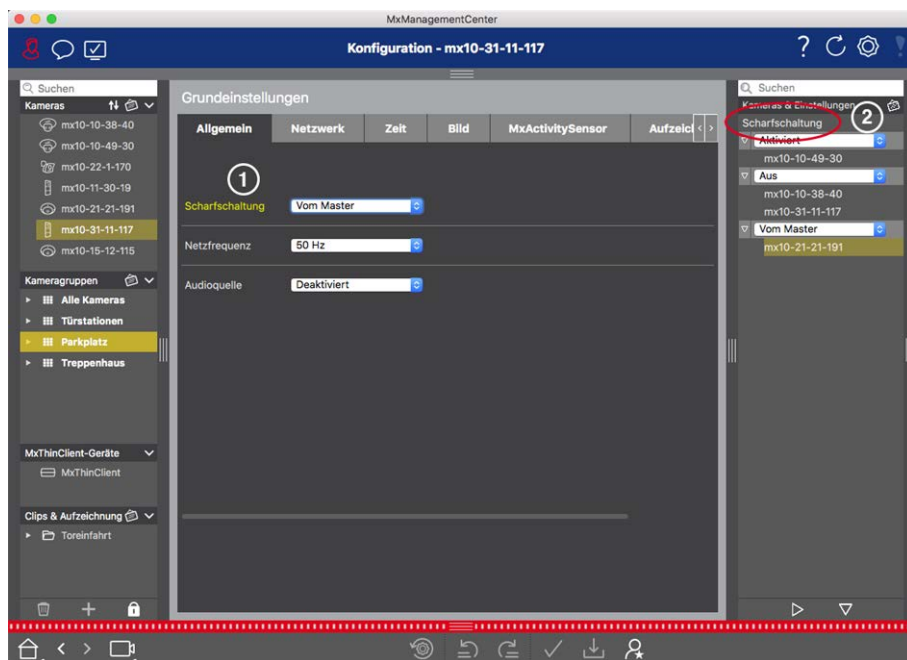 MxManagementCenter
Konfiguration - mx10-31-11-117
?
Suchen
Kameras
mx10-10-38-40
mx10-10-49-30
mx10-22-1-170
mx10-11-30-19
mx10-21-21-191
mx10-31-11-117
mx10-15-12-115
Kameragruppen
Alle Kameras
Türstationen
Parkplatz
Treppenhaus
MxThinClient-Geräte
MxThinClient
Clips & Aufzeichnung
Toreinfahrt
Grundeinstellungen
Allgemein Netzwerk Zeit Bild MxActivitySensor Aufzeicl
1
Scharfschaltung Vom Master
Netzfrequenz 50 Hz
Audioquelle Deaktiviert
Suchen
Kameras & Einstellungen
2
Scharfschaltung
Aktiviert
mx10-10-49-30
Aus
mx10-10-38-40
mx10-31-11-117
Vom Master
mx10-21-21-191